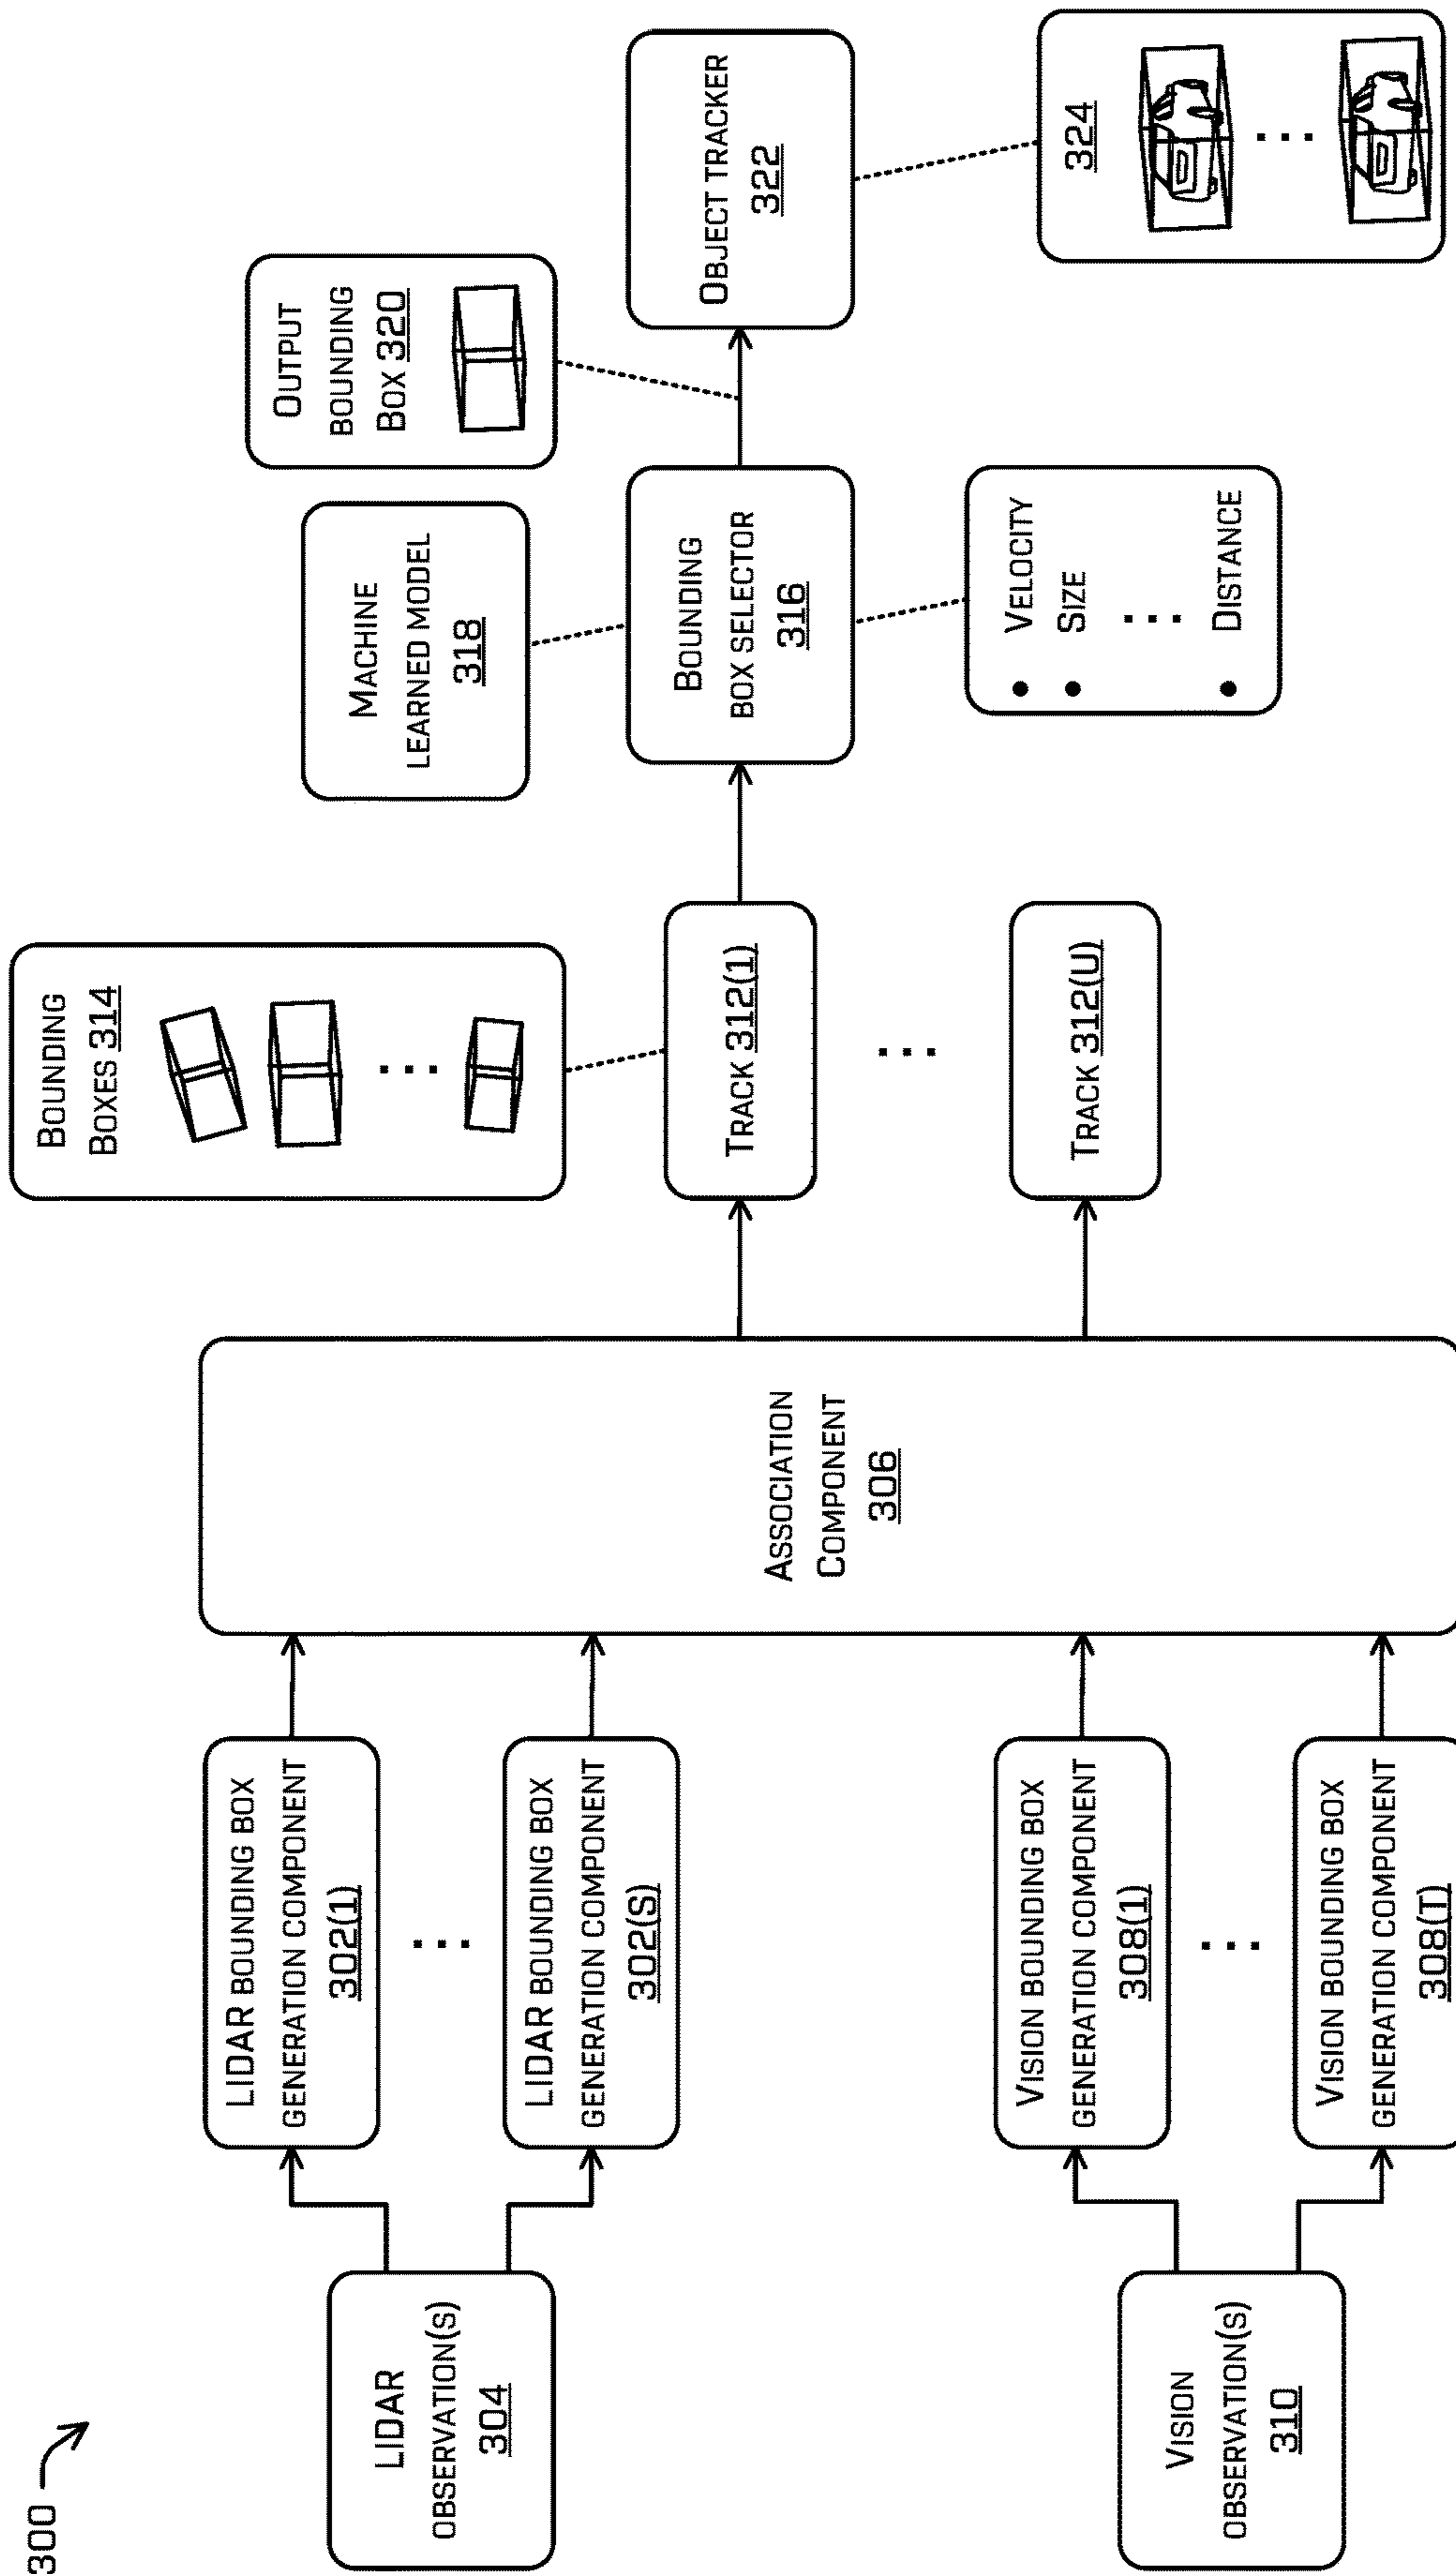 300
LIDAR
OBSERVATION(S)
304
VISION
OBSERVATION(S)
310
LIDAR BOUNDING BOX
GENERATION COMPONENT
302(1)
...
LIDAR BOUNDING BOX
GENERATION COMPONENT
302(S)
VISION BOUNDING BOX
GENERATION COMPONENT
308(1)
...
VISION BOUNDING BOX
GENERATION COMPONENT
308(T)
ASSOCIATION
COMPONENT
306
BOUNDING
BOXES 314
...
TRACK 312(1)
...
TRACK 312(U)
MACHINE
LEARNED MODEL
318
BOUNDING
BOX SELECTOR
316
• VELOCITY
• SIZE
...
• DISTANCE
OUTPUT
BOUNDING
BOX 320
OBJECT TRACKER
322
324
...